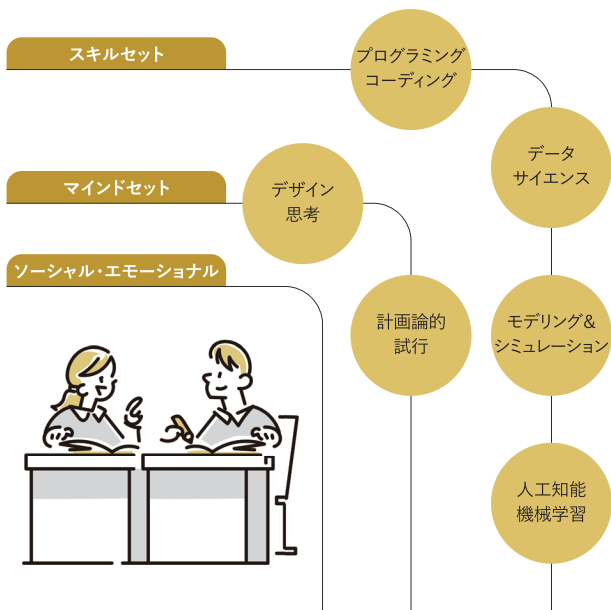 スキルセット
プログラミング
コーディング
データ
サイエンス
マインドセット
デザイン
思考
ソーシャル・エモーショナル
計画論的
試行
モデリング&
シミュレーション
人工知能
機械学習